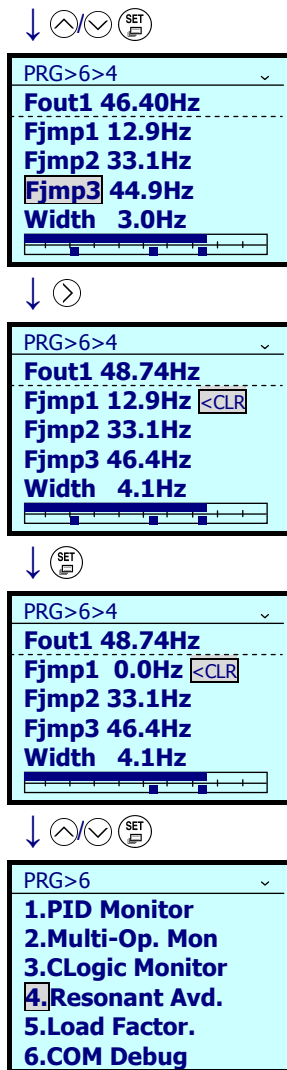 SET
PRG>6>4
Fout1 46.40Hz
Fjmp1 12.9Hz
Fjmp2 33.1Hz
Fjmp3 44.9Hz
Width 3.0Hz
PRG>6>4
Fout1 48.74Hz
Fjmp1 12.9Hz <CLR
Fjmp2 33.1Hz
Fjmp3 46.4Hz
Width 4.1Hz
SET
PRG>6>4
Fout1 48.74Hz
Fjmp1 0.0Hz <CLR
Fjmp2 33.1Hz
Fjmp3 46.4Hz
Width 4.1Hz
SET
PRG>6
1.PID Monitor
2.Multi-Op. Mon
3.CLogic Monitor
4.Resonant Avd.
5.Load Factor.
6.COM Debug